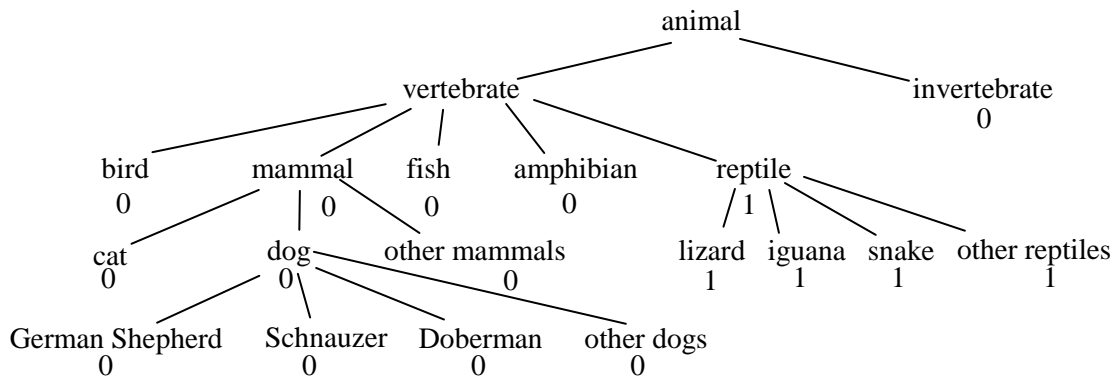 animal
vertebrate invertebrate
0
bird mammal fish amphibian reptile
0 0 0 0 1
cat dog other mammals lizard iguana snake other reptiles
0 0 0 1 1 1 1
German Shepherd Schnauzer Doberman other dogs
0 0 0 0